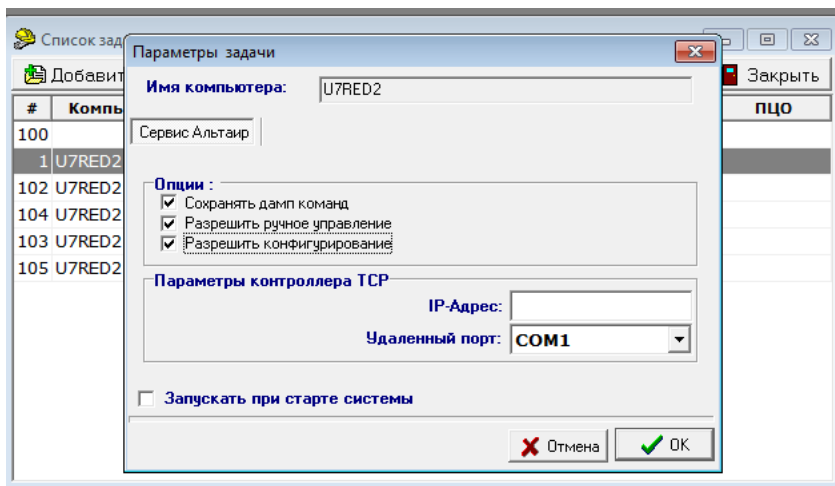 Список зад
Параметры задачи
Добавит
Закрыть
Имя компьютера: U7RED2
# Компь ПЦО
Сервис Альтаир
100
1 U7RED2
102 U7RED2
104 U7RED2
103 U7RED2
105 U7RED2
Опции :
Сохранять дамп команд
Разрешить ручное управление
Разрешить конфигурирование
Параметры контроллера TCP
IP-Адрес:
Удаленный порт: COM1
Запускать при старте системы
Отмена OK